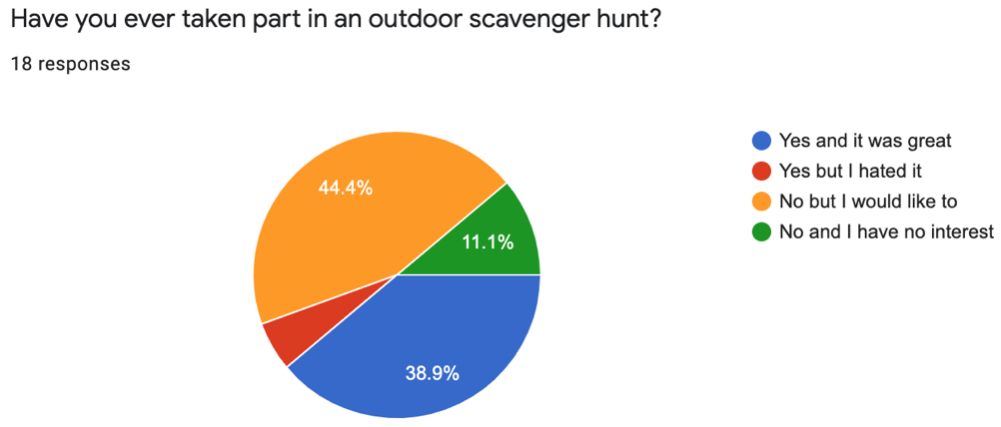 Have you ever taken part in an outdoor scavenger hunt?
18 responses
44.4%
11.1%
38.9%
Yes and it was great
Yes but I hated it
No but I would like to
No and I have no interest